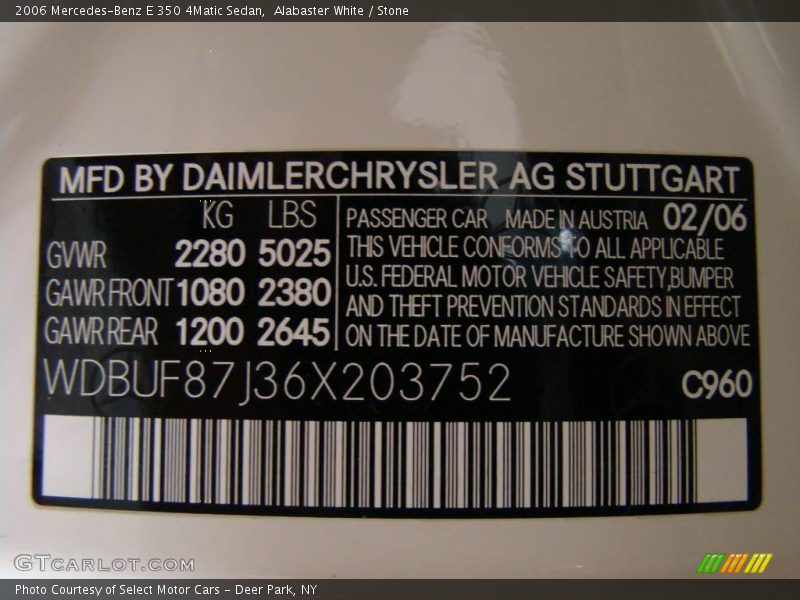 2006 Mercedes-Benz E 350 4Matic Sedan,  Alabaster White / Stone
MFD BY DAIMLERCHRYSLER AG STUTTGART
KG LBS
GVWR 2280 5025
GAWR FRONT 1080 2380
GAWR REAR 1200 2645
PASSENGER CAR MADE IN AUSTRIA 02/06
THIS VEHICLE CONFORMS TO ALL APPLICABLE
U.S. FEDERAL MOTOR VEHICLE SAFETY,BUMPER
AND THEFT PREVENTION STANDARDS IN EFFECT
ON THE DATE OF MANUFACTURE SHOWN ABOVE
WDBUF87J36X203752 C960
GTCARLOT.COM
Photo Courtesy of Select Motor Cars - Deer Park, NY